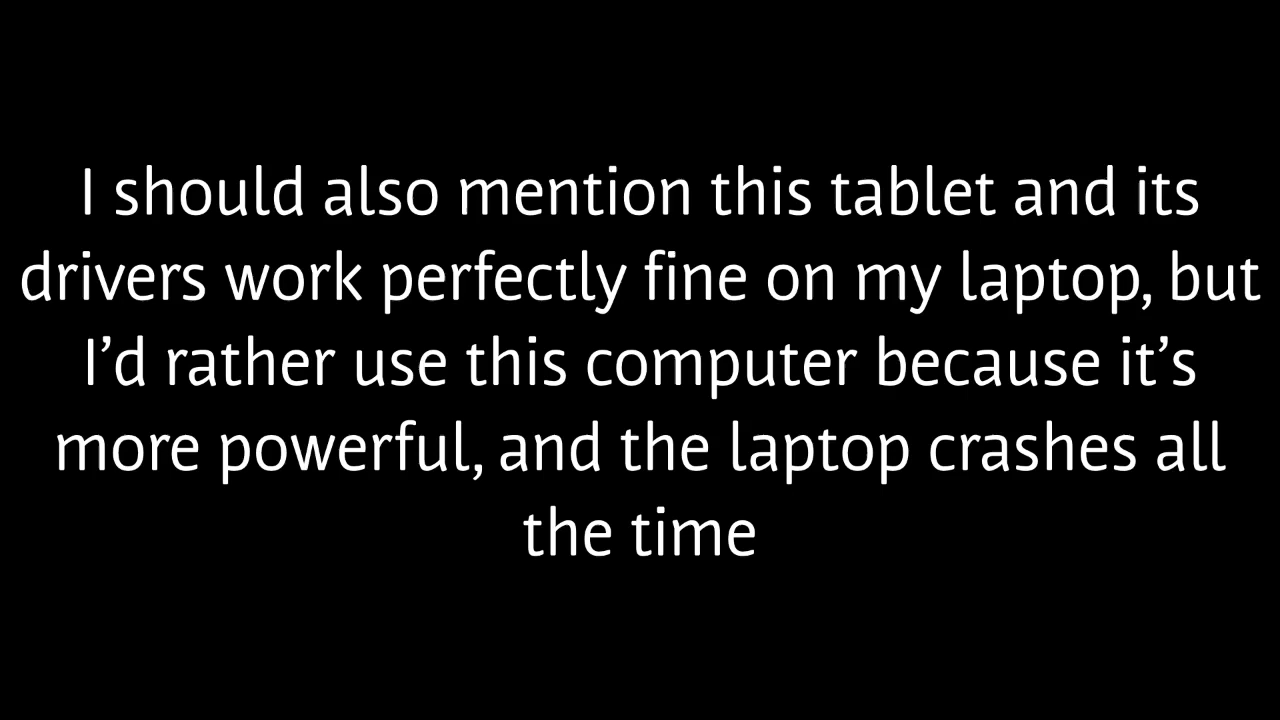 I should also mention this tablet and its
drivers work perfectly fine on my laptop, but
I’d rather use this computer because it’s
more powerful, and the laptop crashes all
the time